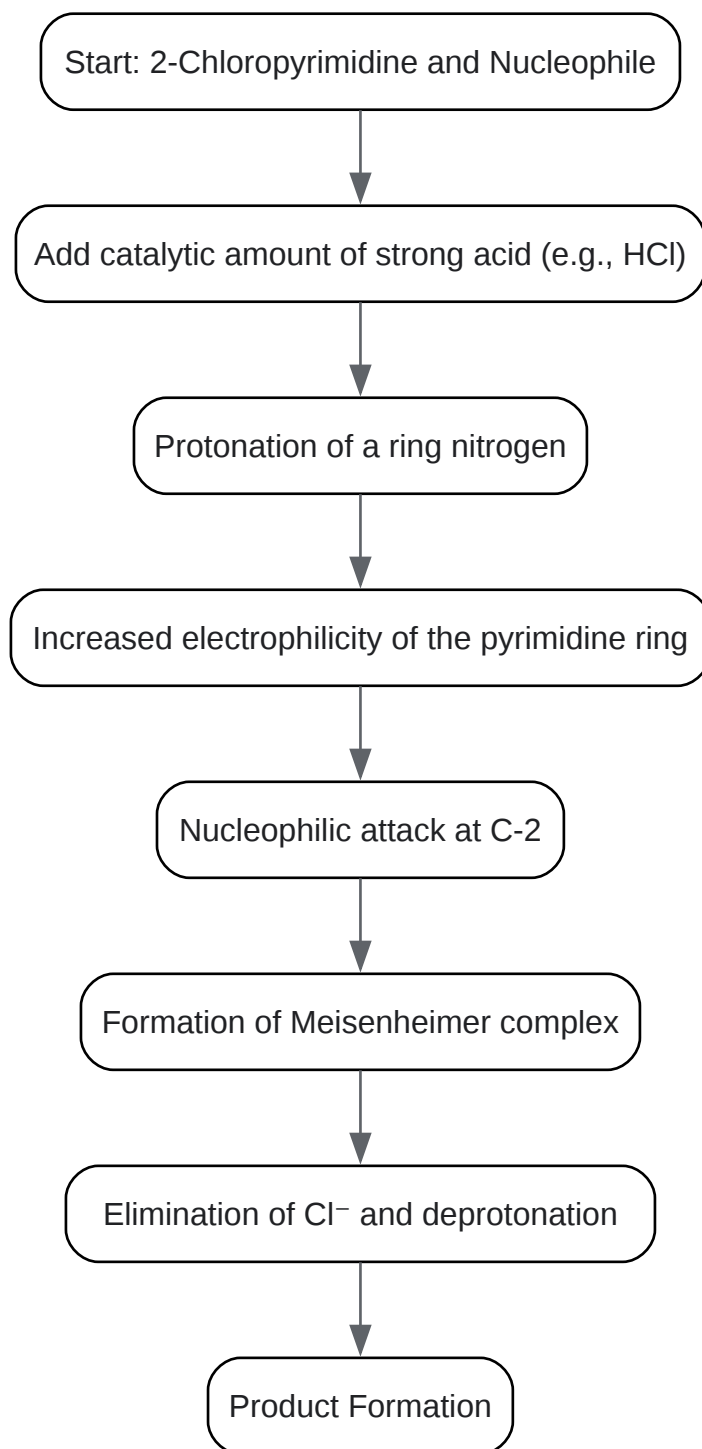 Start: 2-Chloropyrimidine and Nucleophile
Add catalytic amount of strong acid (e.g., HCl)
Protonation of a ring nitrogen
Increased electrophilicity of the pyrimidine ring
Nucleophilic attack at C-2
Formation of Meisenheimer complex
Elimination of Cl⁻ and deprotonation
Product Formation